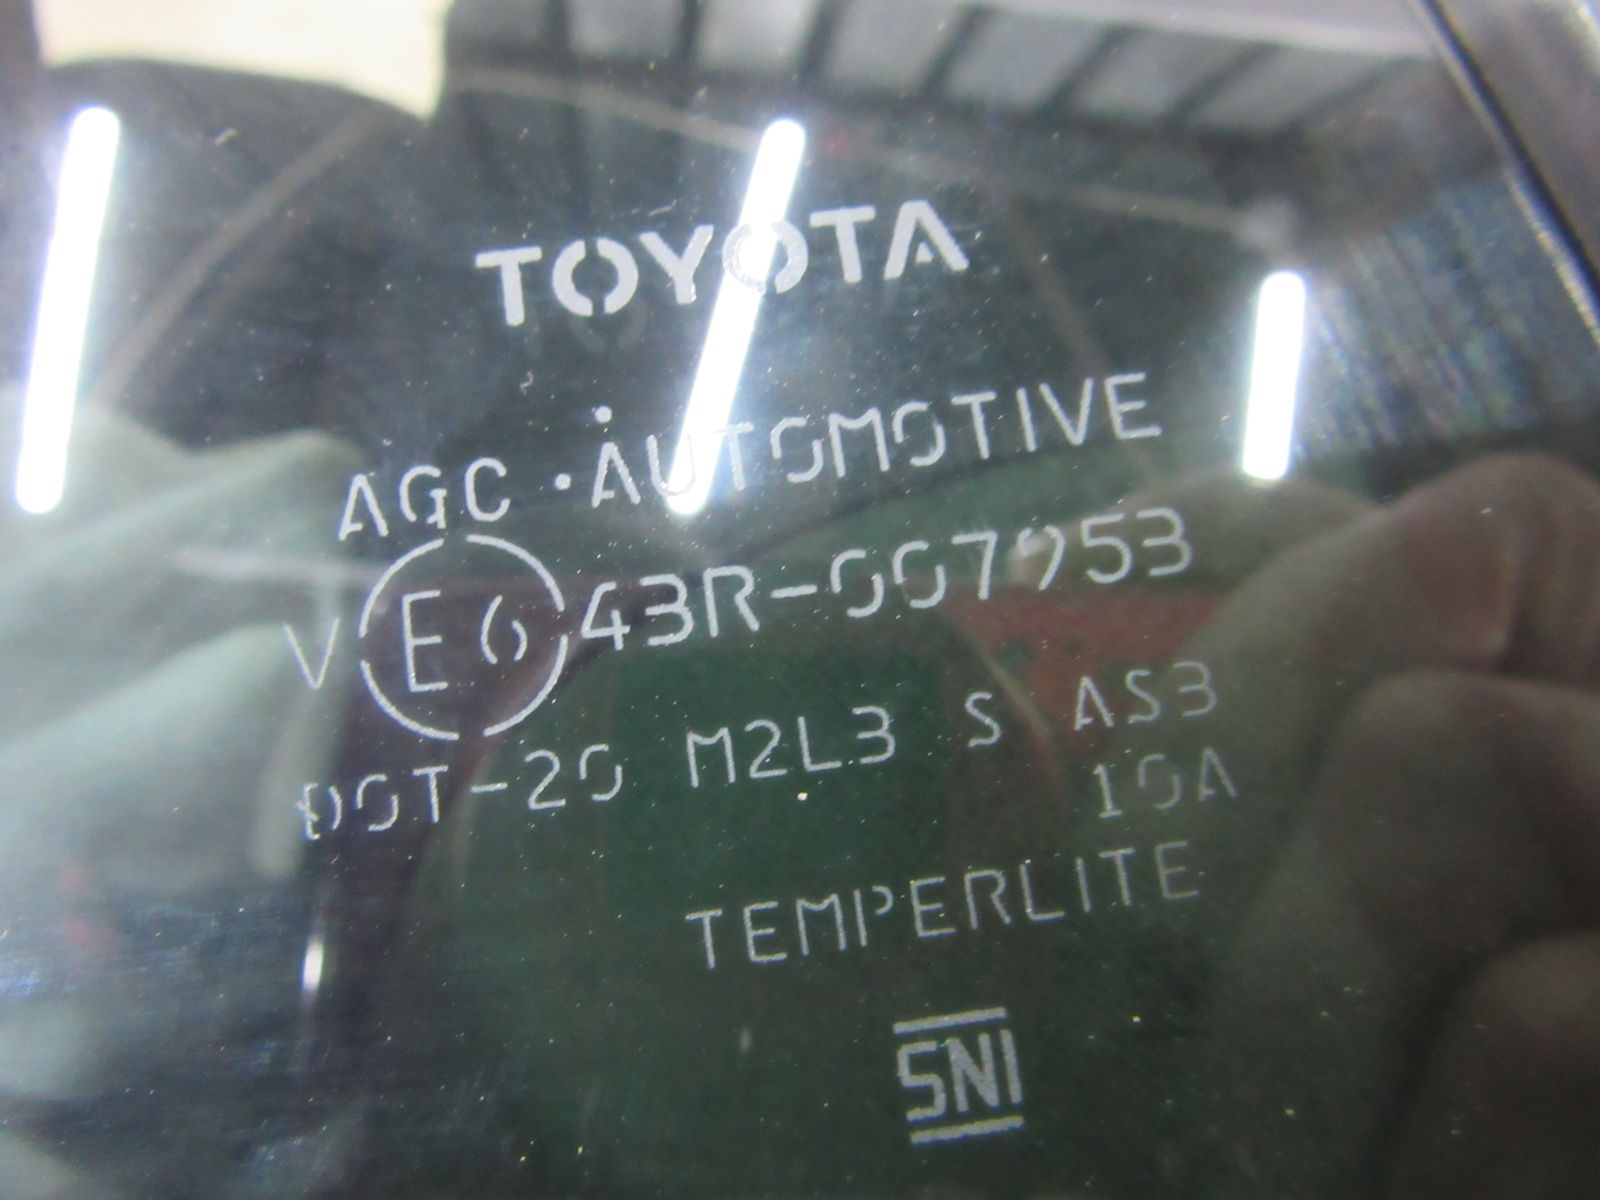 TOYOTA
AGC AUTOMOTIVE
V E6 43R-007953
DOT-20 M2L3 S AS3
10A
TEMPERLITE
SNI